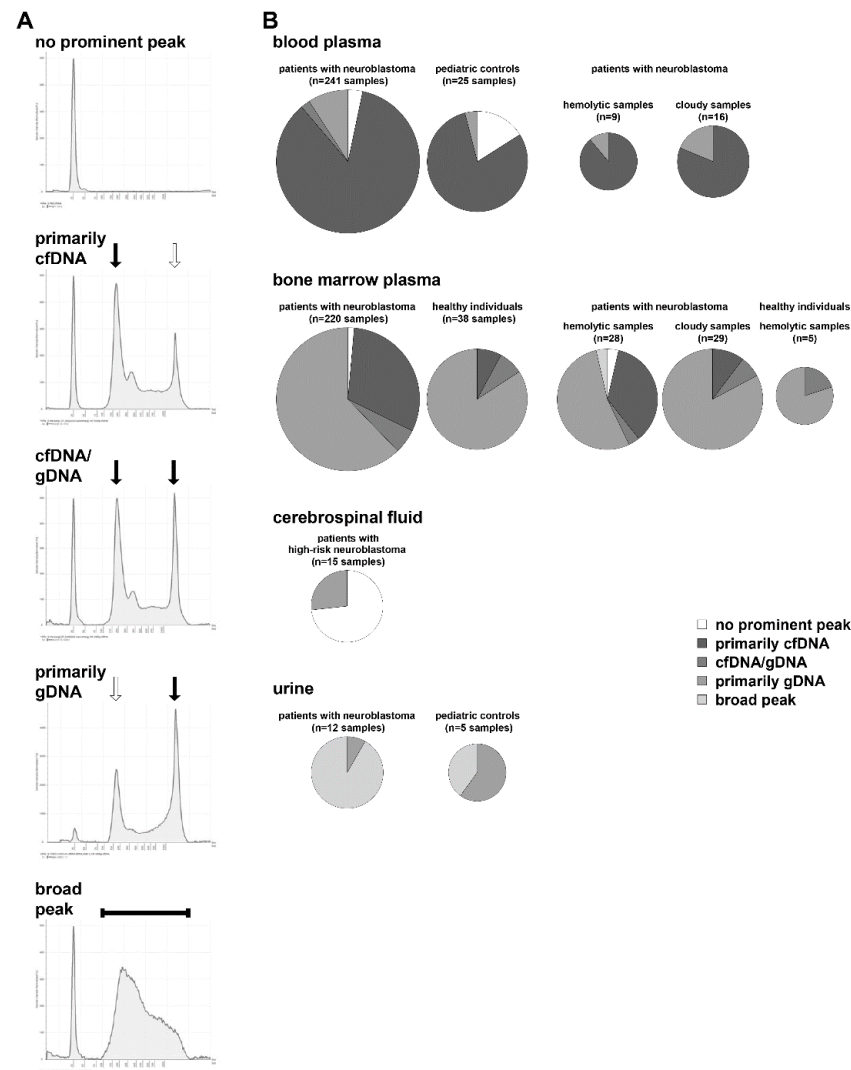 A
no prominent peak
primarily
cfDNA
cfDNA/
gDNA
primarily
gDNA
broad
peak
B
blood plasma
patients with neuroblastoma
(n=241 samples)
pediatric controls
(n=25 samples)
patients with neuroblastoma
hemolytic samples
(n=9)
cloudy samples
(n=16)
bone marrow plasma
patients with neuroblastoma
(n=220 samples)
healthy individuals
(n=38 samples)
patients with neuroblastoma
hemolytic samples
(n=28)
cloudy samples
(n=29)
healthy individuals
hemolytic samples
(n=5)
cerebrospinal fluid
patients with
high-risk neuroblastoma
(n=15 samples)
no prominent peak
primarily cfDNA
cfDNA/gDNA
primarily gDNA
broad peak
urine
patients with neuroblastoma
(n=12 samples)
pediatric controls
(n=5 samples)